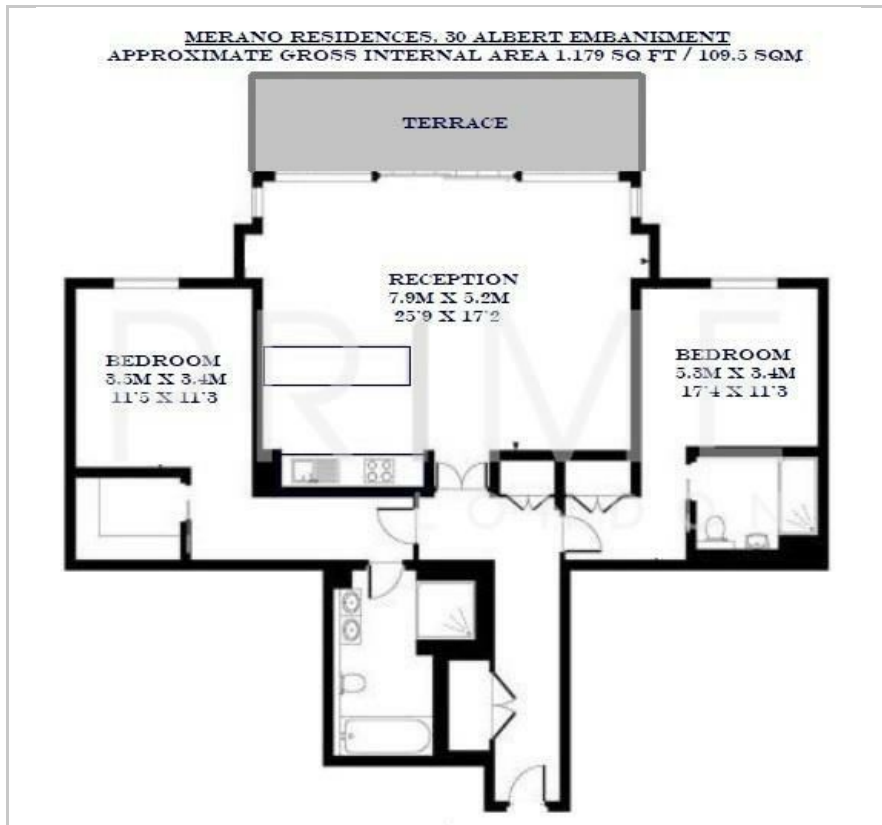 MERANO RESIDENCES, 30 ALBERT EMBANKMENT
APPROXIMATE GROSS INTERNAL AREA 1.179 SQ FT / 109.5 SQM
TERRACE
RECEPTION
7.9M X 5.2M
25'9 X 17'2
BEDROOM
3.5M X 3.4M
11'5 X 11'3
BEDROOM
5.3M X 3.4M
17'4 X 11'3
PRIME
LONDON